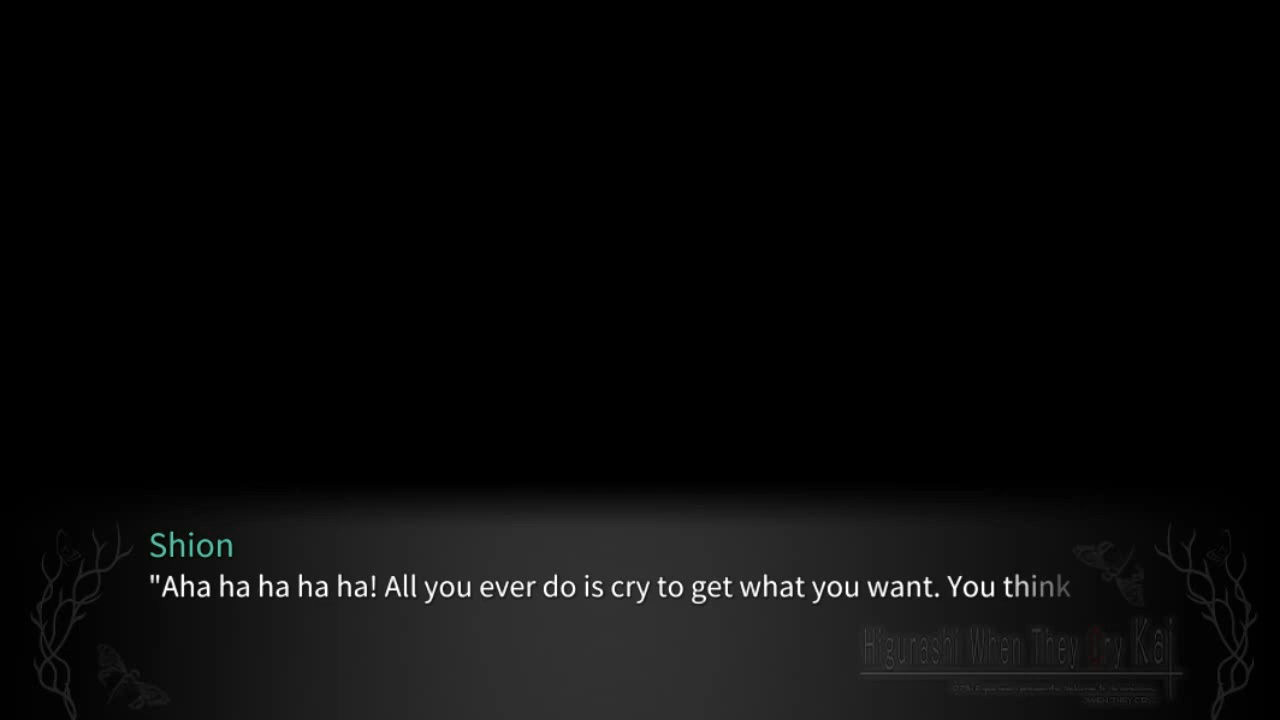 Shion
"Aha ha ha ha ha! All you ever do is cry to get what you want. You think
Higurashi When They Cry Kai